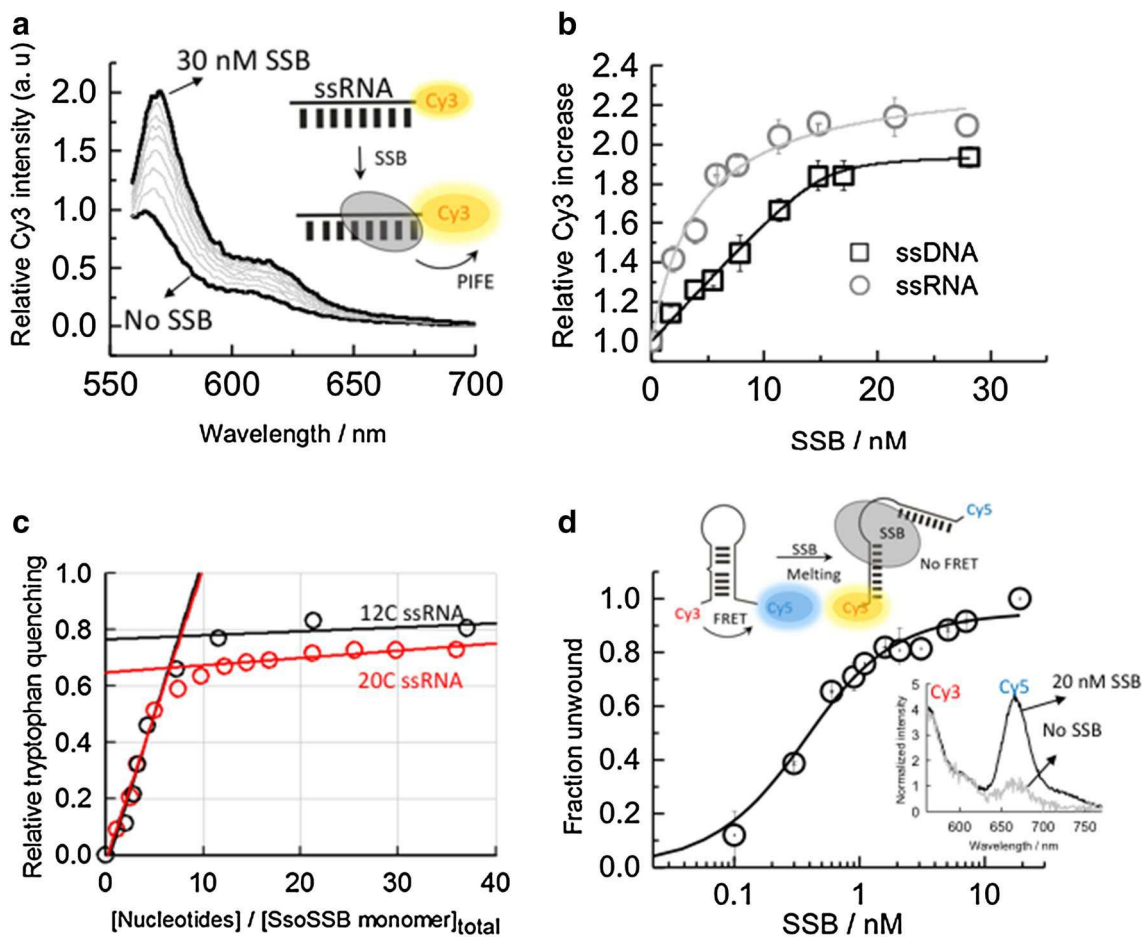 a
Relative Cy3 intensity (a. u)
2.0
1.5
1.0
0.5
0.0
550
600
650
700
Wavelength / nm
30 nM SSB
No SSB
ssRNA
Cy3
SSB
Cy3
PIFE
b
Relative Cy3 increase
2.4
2.2
2.0
1.8
1.6
1.4
1.2
1.0
0
10
20
30
SSB / nM
ssDNA
ssRNA
c
Relative tryptophan quenching
1.0
0.8
0.6
0.4
0.2
0.0
0
10
20
30
40
[Nucleotides] / [SsoSSB monomer]total
12C ssRNA
20C ssRNA
d
Fraction unwound
1.0
0.8
0.6
0.4
0.2
0.0
0.1
1
10
SSB / nM
Cy3
FRET
Cy5
SSB
Melting
Cy3
SSB
Cy5
No FRET
Normalized intensity
5
4
3
2
1
0
600
650
700
750
Wavelength / nm
Cy3
Cy5
20 nM SSB
No SSB